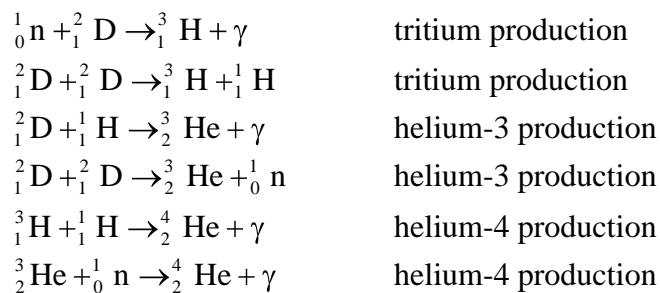 ¹₀n + ²₁D → ³₁H + γ tritium production
²₁D + ²₁D → ³₁H + ¹₁H tritium production
²₁D + ¹₁H → ³₂He + γ helium-3 production
²₁D + ²₁D → ³₂He + ¹₀n helium-3 production
³₁H + ¹₁H → ⁴₂He + γ helium-4 production
³₂He + ¹₀n → ⁴₂He + γ helium-4 production